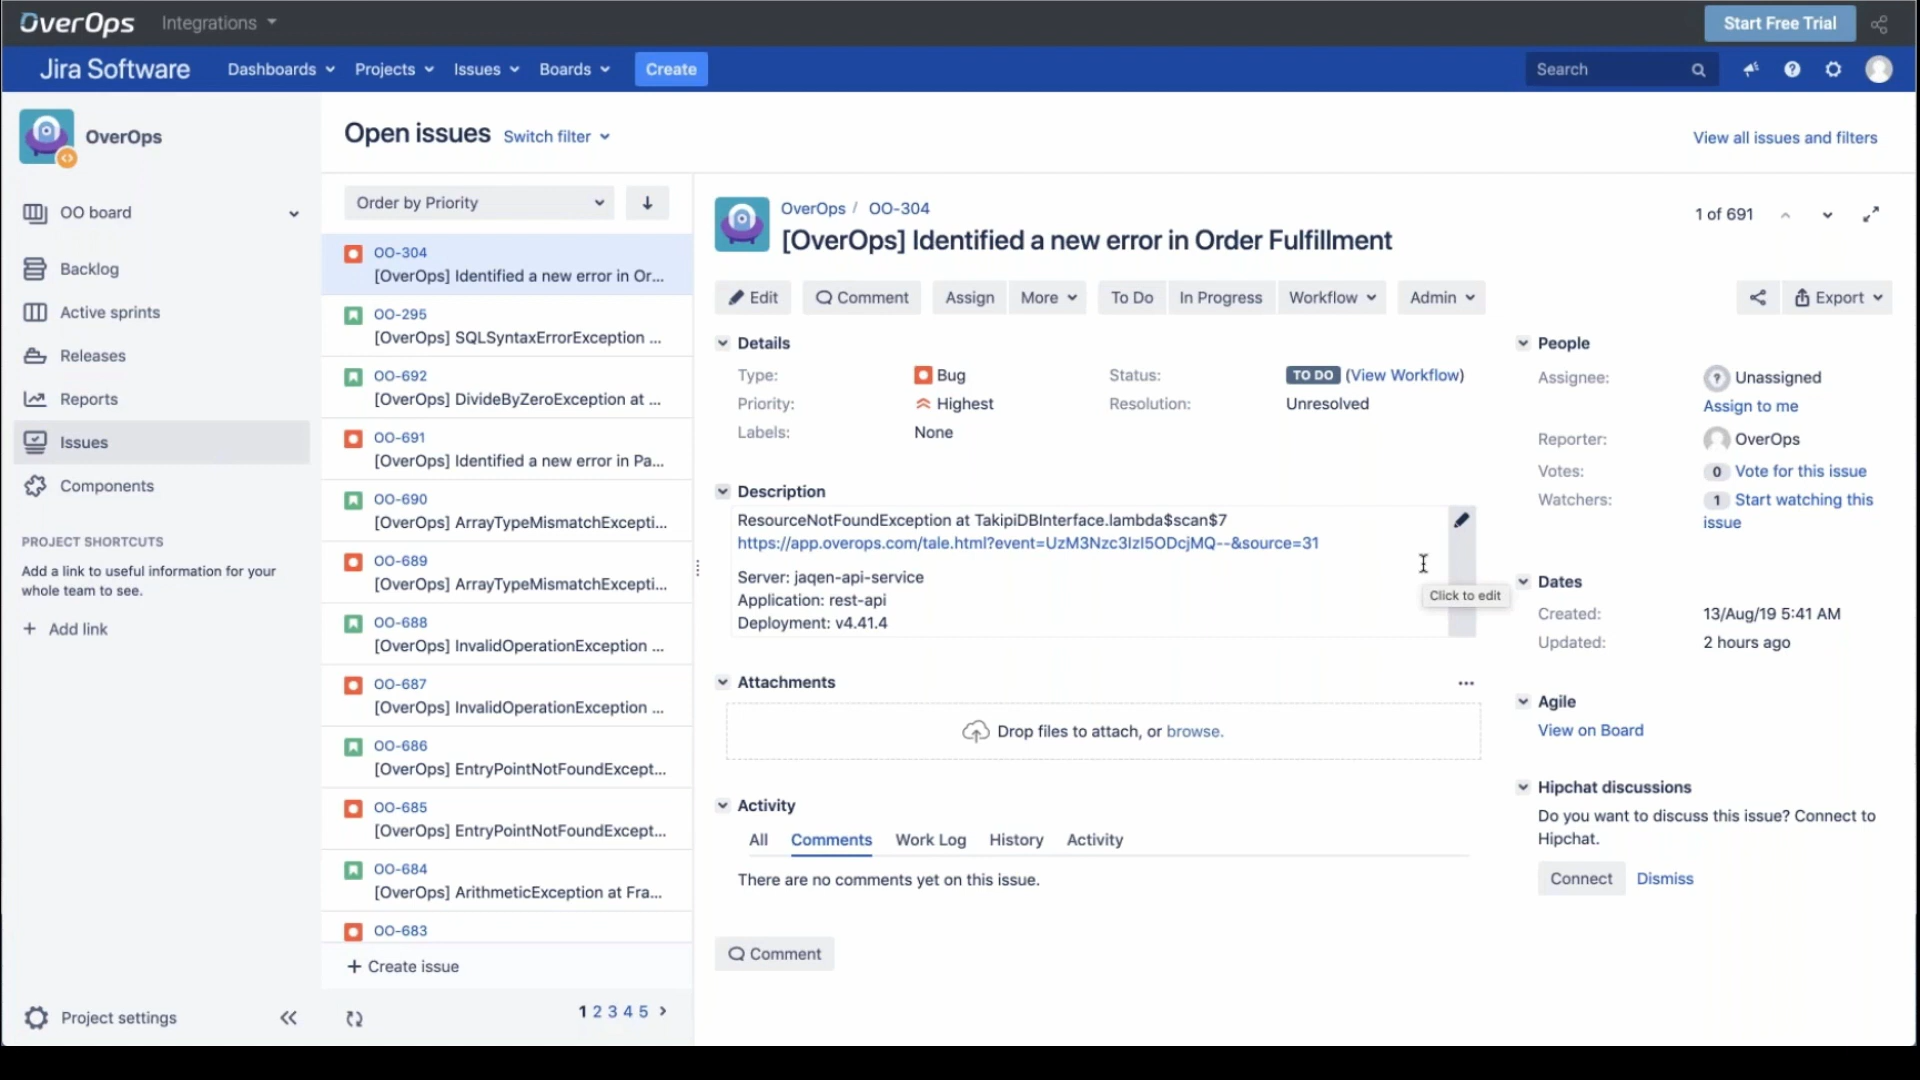 OverOps Integrations Start Free Trial
Jira Software Dashboards Projects Issues Boards Create Search
OverOps
OO board
Backlog
Active sprints
Releases
Reports
Issues
Components
PROJECT SHORTCUTS
Add a link to useful information for your
whole team to see.
+ Add link
Project settings
Open issues Switch filter
View all issues and filters
Order by Priority
OO-304
[OverOps] Identified a new error in Or...
OO-295
[OverOps] SQLSyntaxErrorException ...
OO-692
[OverOps] DivideByZeroException at ...
OO-691
[OverOps] Identified a new error in Pa...
OO-690
[OverOps] ArrayTypeMismatchExcepti...
OO-689
[OverOps] ArrayTypeMismatchExcepti...
OO-688
[OverOps] InvalidOperationException ...
OO-687
[OverOps] InvalidOperationException ...
OO-686
[OverOps] EntryPointNotFoundExcept...
OO-685
[OverOps] EntryPointNotFoundExcept...
OO-684
[OverOps] ArithmeticException at Fra...
OO-683
+ Create issue
1 2 3 4 5 >
OverOps / OO-304
1 of 691
[OverOps] Identified a new error in Order Fulfillment
Edit Comment Assign More To Do In Progress Workflow Admin Export
Details
Type: Bug Status: TO DO (View Workflow)
Priority: Highest Resolution: Unresolved
Labels: None
Description
ResourceNotFoundException at TakipiDBInterface.lambda$scan$7
https://app.overops.com/tale.html?event=UzM3Nzc3IzI5ODcjMQ--&source=31
Server: jaqen-api-service
Application: rest-api
Deployment: v4.41.4
Click to edit
Attachments
Drop files to attach, or browse.
Activity
All Comments Work Log History Activity
There are no comments yet on this issue.
Comment
People
Assignee: Unassigned
Assign to me
Reporter: OverOps
Votes: 0 Vote for this issue
Watchers: 1 Start watching this
issue
Dates
Created: 13/Aug/19 5:41 AM
Updated: 2 hours ago
Agile
View on Board
Hipchat discussions
Do you want to discuss this issue? Connect to
Hipchat.
Connect Dismiss